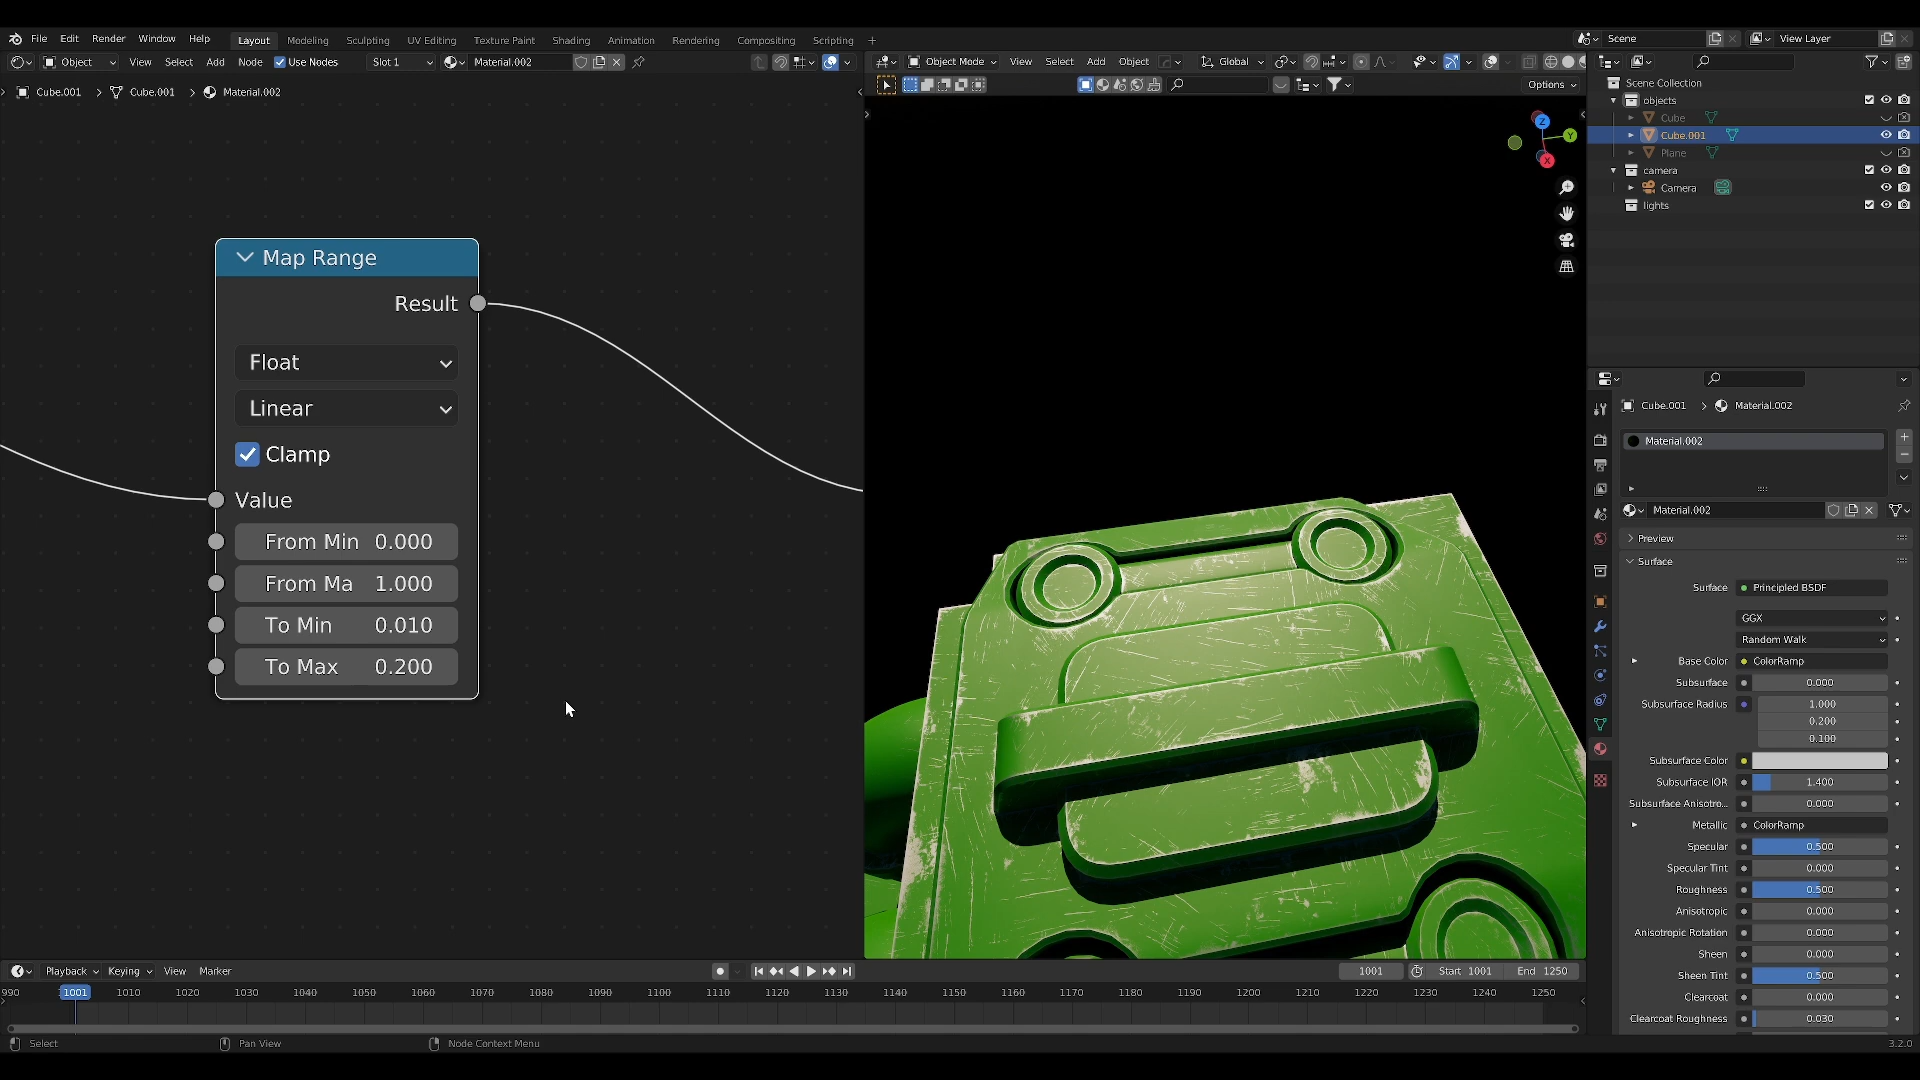 File Edit Render Window Help Layout Modeling Sculpting UV Editing Texture Paint Shading Animation Rendering Compositing Scripting + Scene View Layer
Object View Select Add Node Use Nodes Slot 1 Material.002 Object Mode View Select Add Object Global
Options
Cube.001 > Cube.001 > Material.002
Scene Collection
objects
Cube
Cube.001
Plane
camera
Camera
lights
Z
Y
X
Map Range
Result
Float
Linear
Clamp
Value
From Min 0.000
From Ma 1.000
To Min 0.010
To Max 0.200
Cube.001 > Material.002
Material.002
Material.002
Preview
Surface
Surface Principled BSDF
GGX
Random Walk
Base Color ColorRamp
Subsurface 0.000
Subsurface Radius 1.000
0.200
0.100
Subsurface Color
Subsurface IOR 1.400
Subsurface Anisotro... 0.000
Metallic ColorRamp
Specular 0.500
Specular Tint 0.000
Roughness 0.500
Anisotropic 0.000
Anisotropic Rotation 0.000
Sheen 0.000
Sheen Tint 0.500
Clearcoat 0.000
Clearcoat Roughness 0.030
Playback Keying View Marker 1001 Start 1001 End 1250
990 1001 1010 1020 1030 1040 1050 1060 1070 1080 1090 1100 1110 1120 1130 1140 1150 1160 1170 1180 1190 1200 1210 1220 1230 1240 1250
Select Pan View Node Context Menu 3.2.0